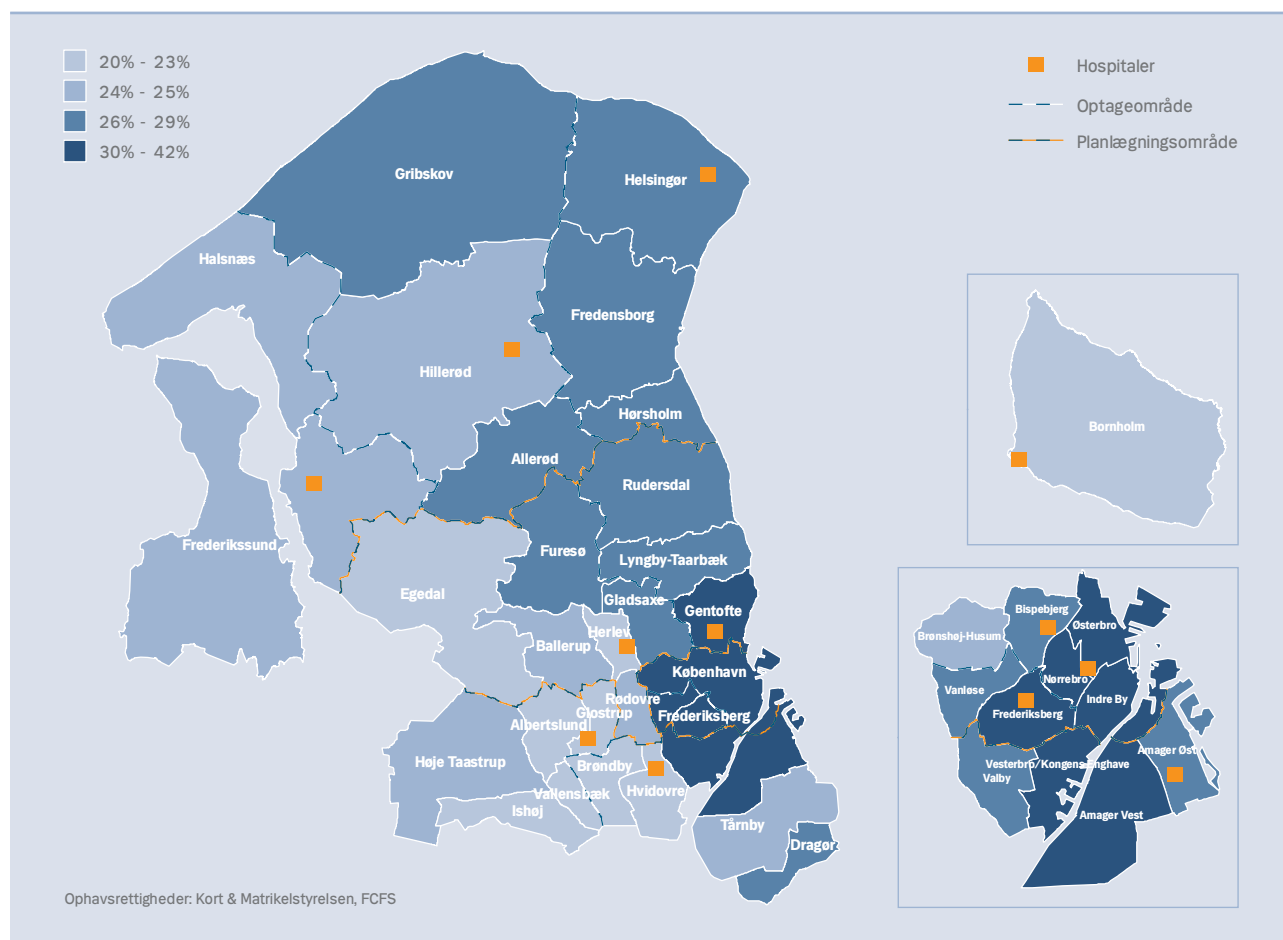 20% - 23%
24% - 25%
26% - 29%
30% - 42%
Hospitaler
Optageområde
Planlægningsområde
Gribskov
Helsingør
Halsnæs
Fredensborg
Hillerød
Hørsholm
Allerød
Rudersdal
Frederikssund
Furesø
Lyngby-Taarbæk
Egedal
Gladsaxe
Gentofte
Herlev
Ballerup
København
Rødovre
Glostrup
Frederiksberg
Albertslund
Høje Taastrup
Brøndby
Vallensbæk
Hvidovre
Ishøj
Tårnby
Dragør
Bornholm
Bispebjerg
Østerbro
Brønshøj-Husum
Nørrebro
Vanløse
Indre By
Frederiksberg
Amager Øst
Vesterbro/Kongens Enghave
Valby
Amager Vest
Ophavsrettigheder: Kort & Matrikelstyrelsen, FCFS